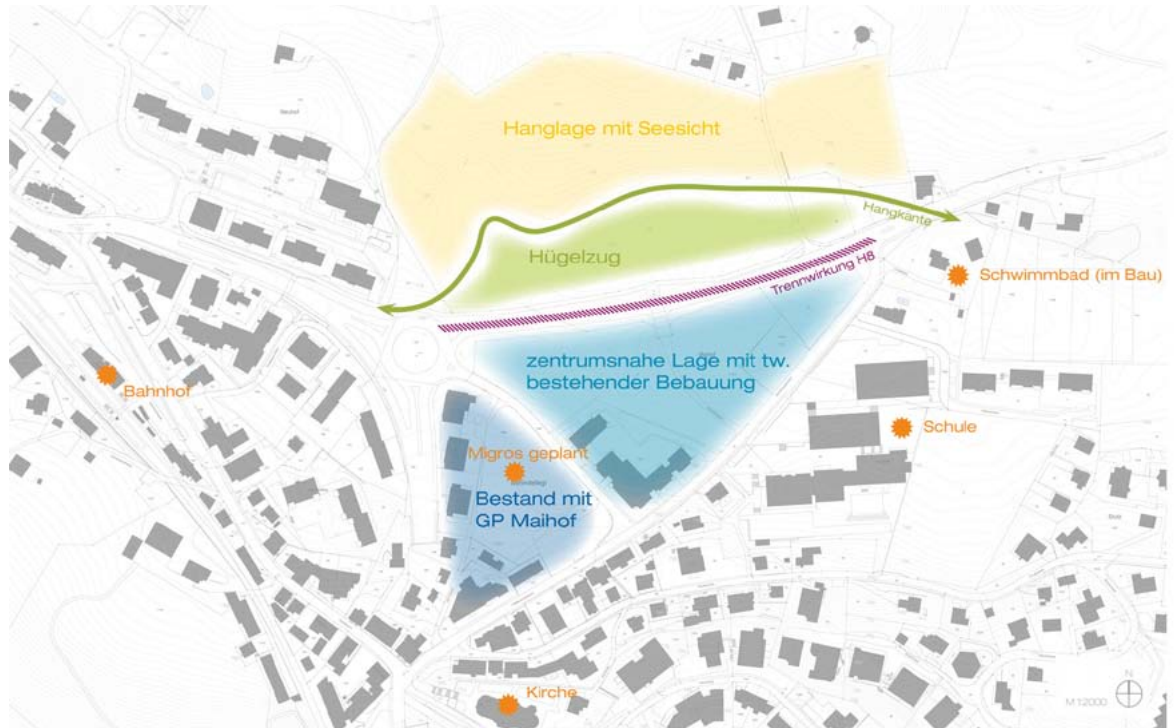 Hanglage mit Seesicht
Hangkante
Hügelzug
Trennwirkung H8
Schwimmbad (im Bau)
zentrumsnahe Lage mit tw.
bestehender Bebauung
Bahnhof
Schule
Migros geplant
Bestand mit
GP Maihof
Kirche
N
M 1:2000